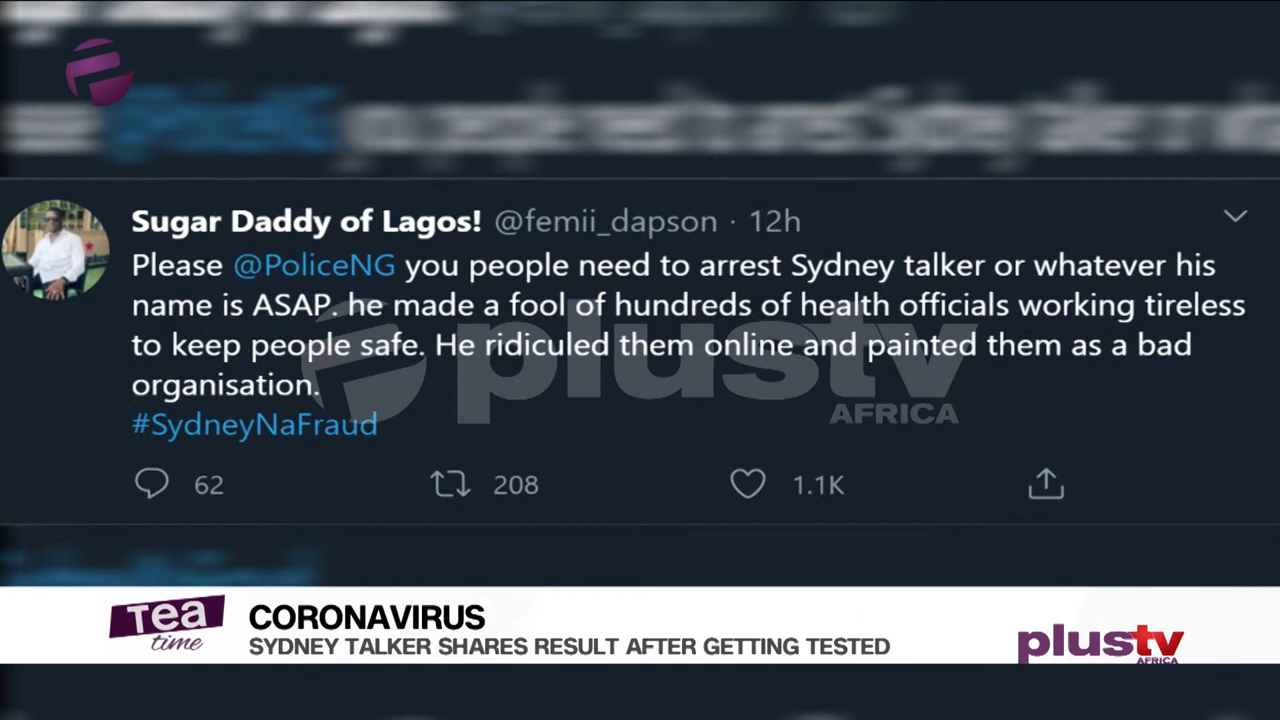 Sugar Daddy of Lagos! @femii_dapson · 12h
Please @PoliceNG you people need to arrest Sydney talker or whatever his
name is ASAP. he made a fool of hundreds of health officials working tireless
to keep people safe. He ridiculed them online and painted them as a bad
organisation.
#SydneyNaFraud
plustv
AFRICA
62 208 1.1K
Tea
time
CORONAVIRUS
SYDNEY TALKER SHARES RESULT AFTER GETTING TESTED
plustv
AFRICA